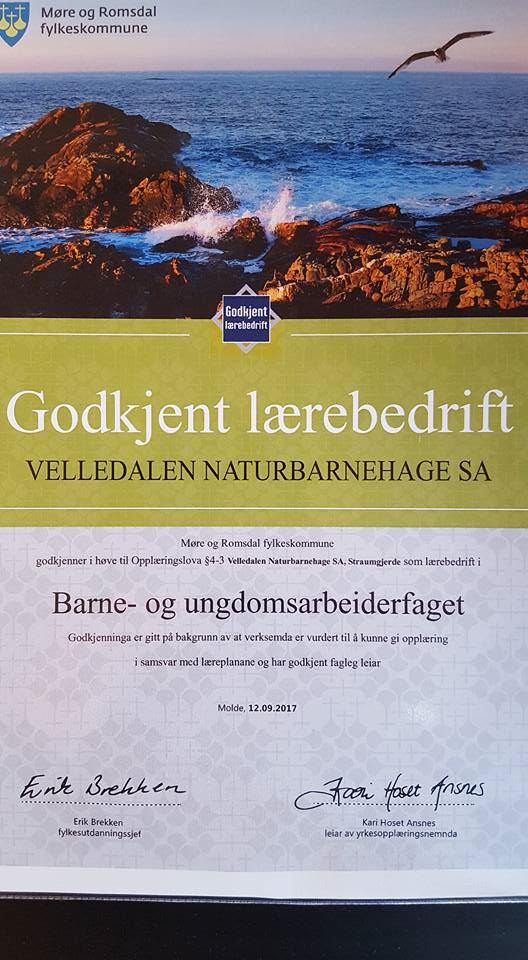 Møre og Romsdal
fylkeskommune
Godkjent
lærebedrift
Godkjent lærebedrift
VELLEDALEN NATURBARNEHAGE SA
Møre og Romsdal fylkeskommune
godkjenner i høve til Opplæringslova §4-3 Velledalen Naturbarnehage SA, Straumgjerde som lærebedrift i
Barne- og ungdomsarbeiderfaget
Godkjenninga er gitt på bakgrunn av at verksemda er vurdert til å kunne gi opplæring
i samsvar med læreplanane og har godkjent fagleg leiar
Molde, 12.09.2017
Erik Brekken
Kari Hoset Ansnes
Erik Brekken
fylkesutdanningssjef
Kari Hoset Ansnes
leiar av yrkesopplæringsnemnda